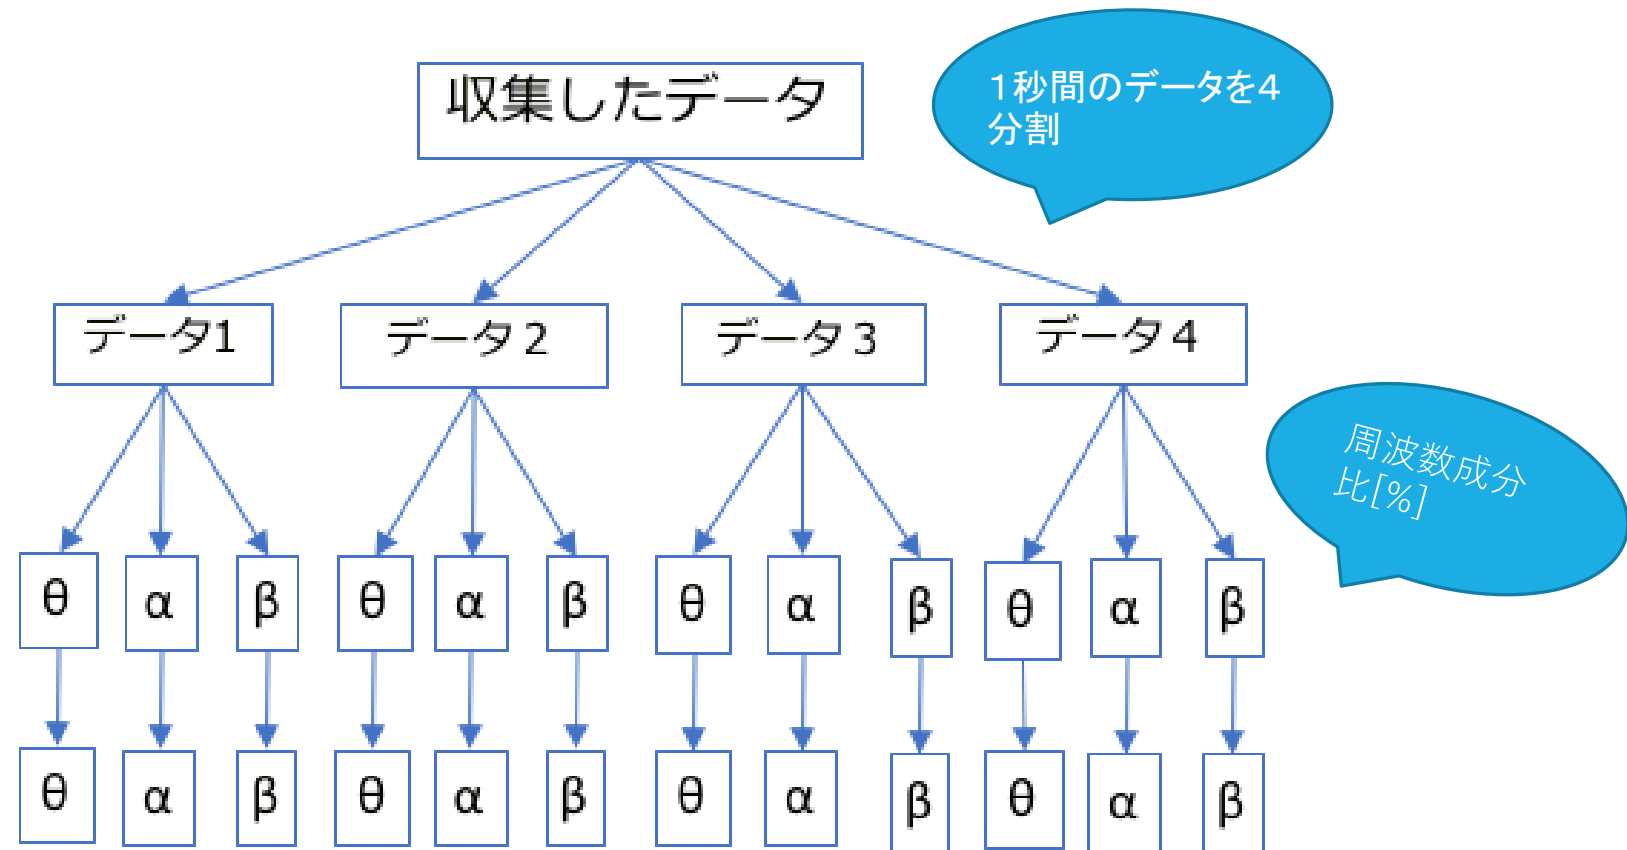 収集したデータ
１秒間のデータを４
分割
データ1
データ２
データ３
データ４
周波数成分
比[%]
θ α β θ α β θ α β θ α β
θ α β θ α β θ α β θ α β